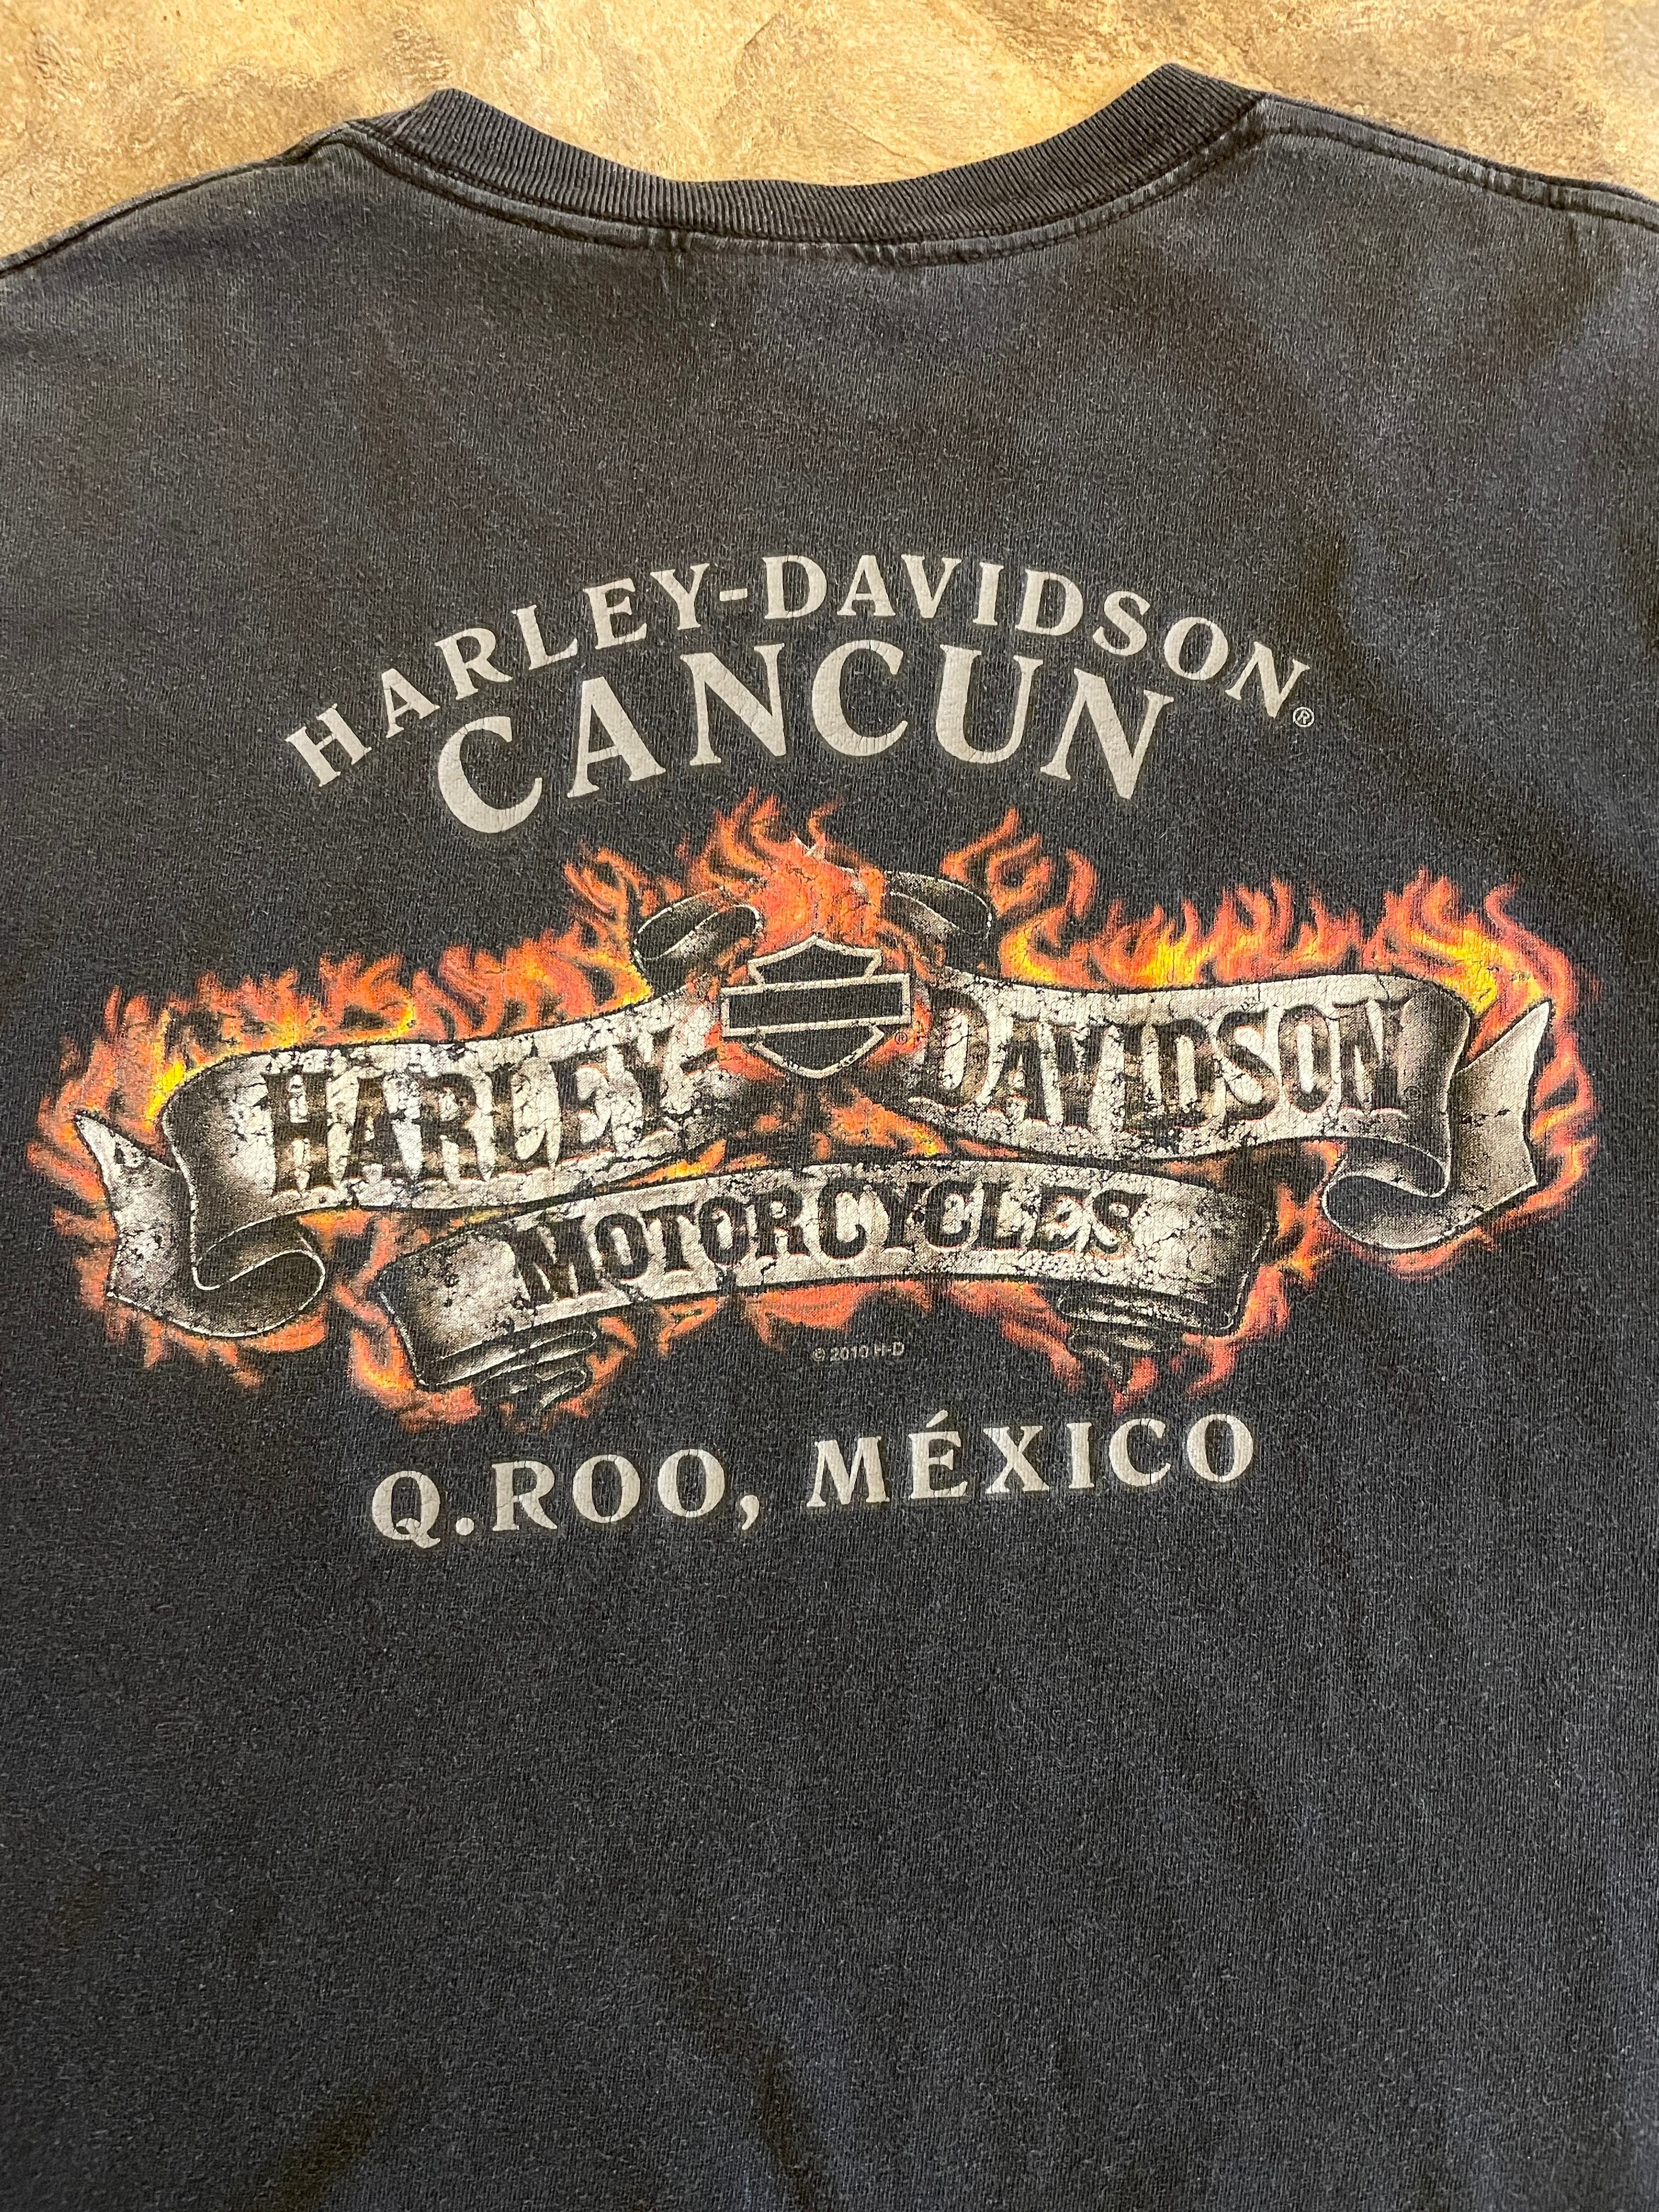 HARLEY-DAVIDSON®
CANCUN
HARLEY-DAVIDSON
MOTORCYCLES
© 2010 H-D
Q.ROO, MÉXICO